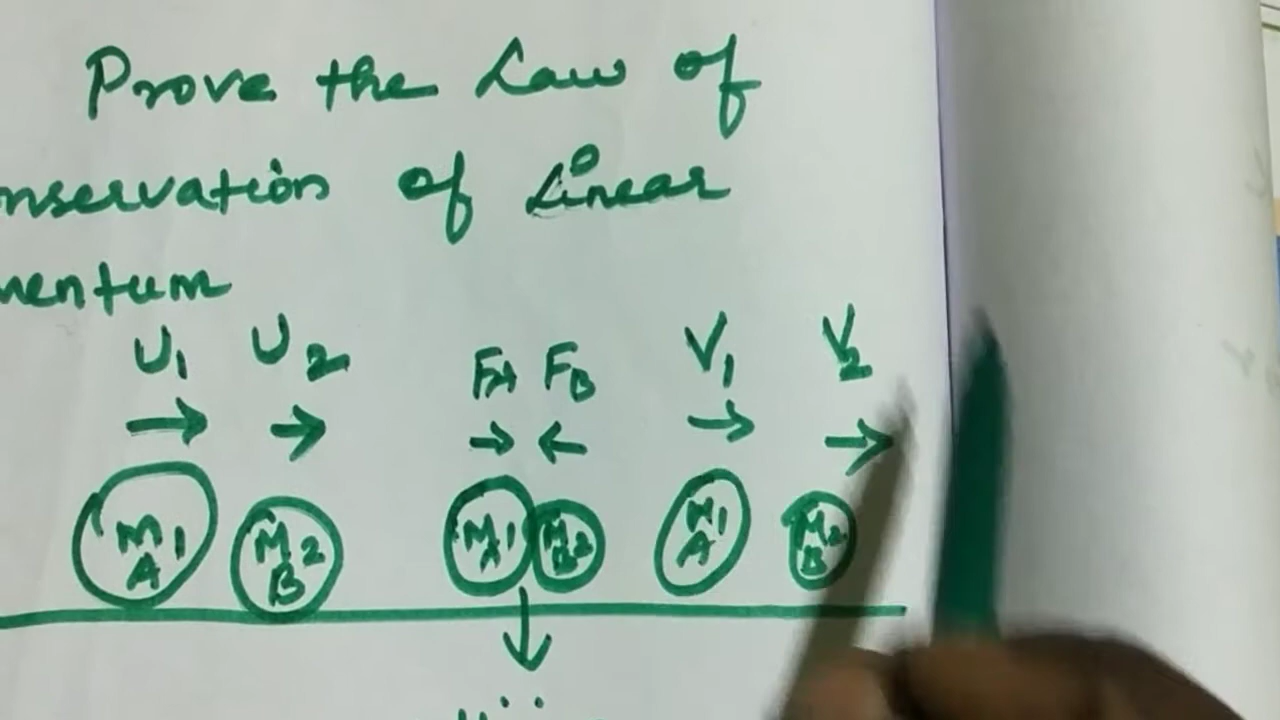 Prove the Law of
nservation of Linear
mentum
U1 U2 FA FB V1 V2
M1 M2 M1 M2 M1 M2
A B A B A B